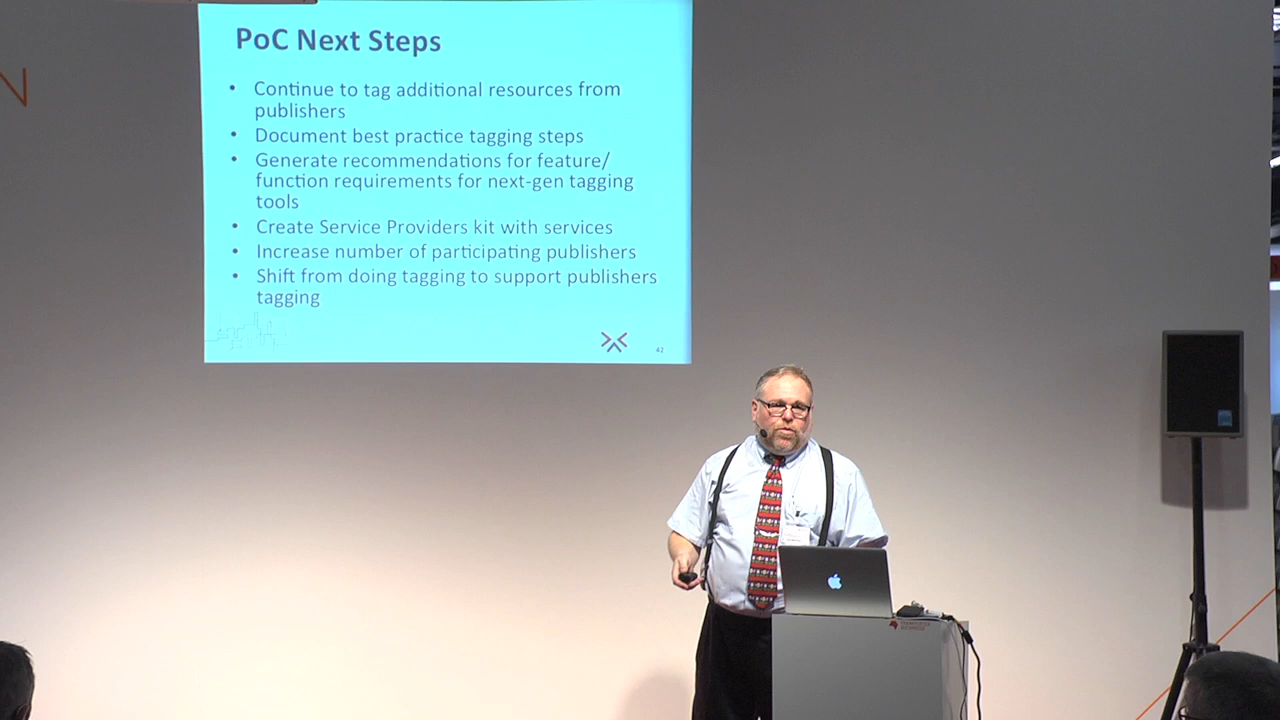 N
PoC Next Steps
• Continue to tag additional resources from
publishers
• Document best practice tagging steps
• Generate recommendations for feature/
function requirements for next-gen tagging
tools
• Create Service Providers kit with services
• Increase number of participating publishers
• Shift from doing tagging to support publishers
tagging
42